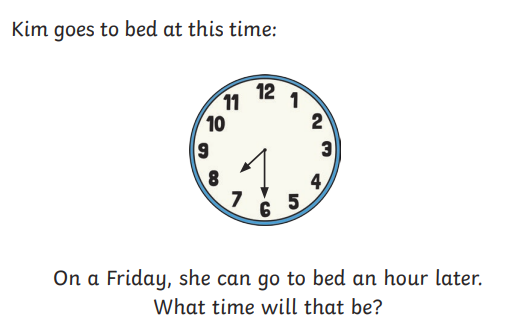 Kim goes to bed at this time:
12
11 1
10 2
9 3
8 4
7 5
6
On a Friday, she can go to bed an hour later.
What time will that be?